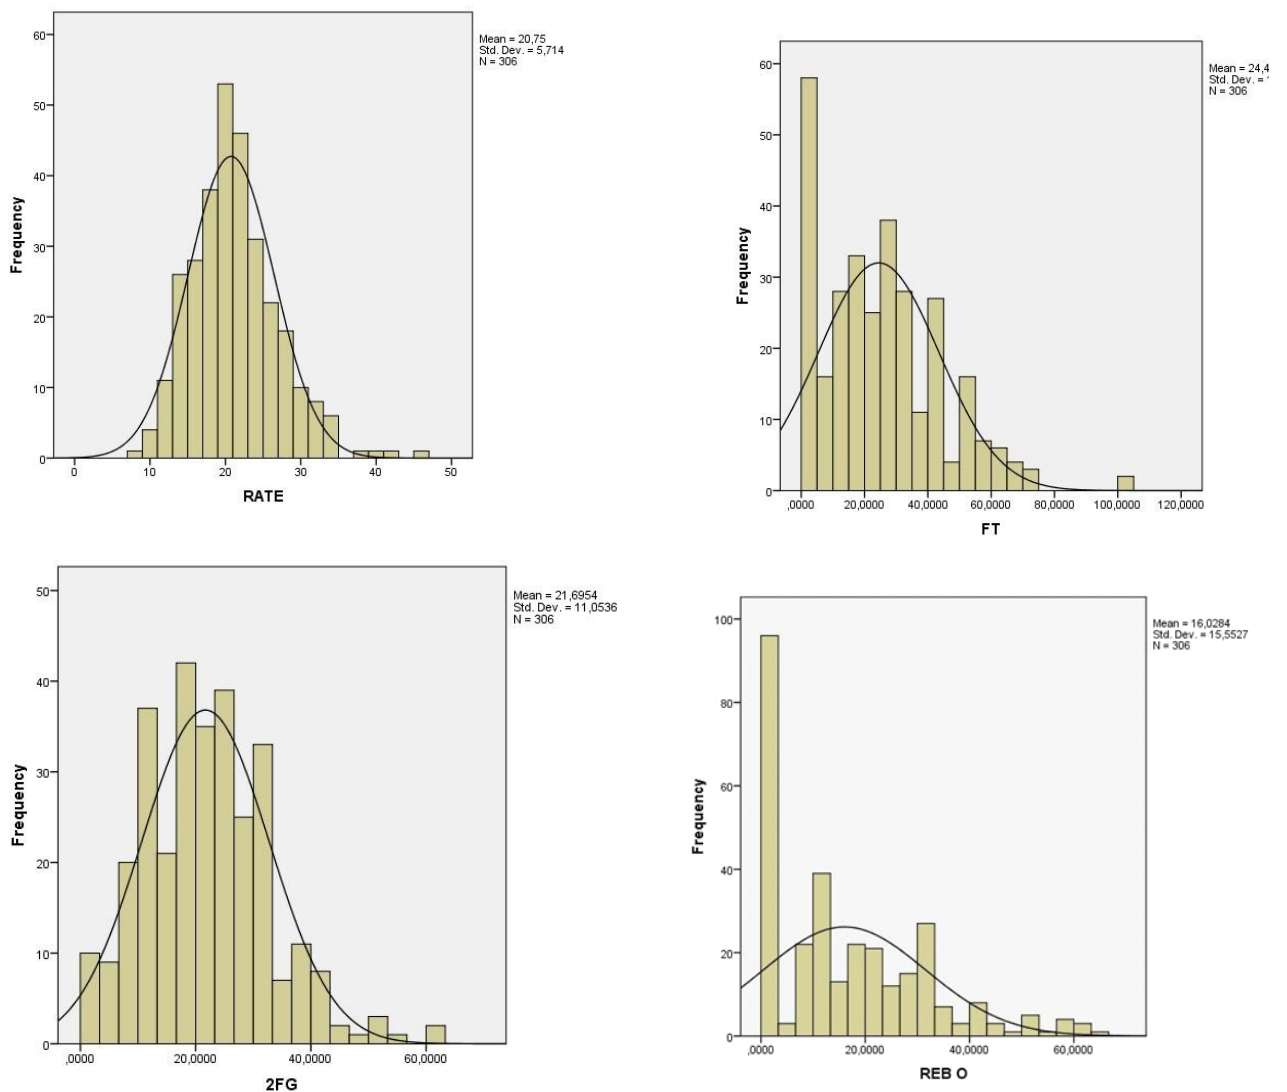 60
50
40
30
20
10
0
Frequency
0
10
20
30
40
50
RATE
Mean = 20,75
Std. Dev. = 5,714
N = 306
60
50
40
30
20
10
0
Frequency
,0000
20,0000
40,0000
60,0000
80,0000
100,0000
120,0000
FT
Mean = 24,4
Std. Dev. =
N = 306
50
40
30
20
10
0
Frequency
,0000
20,0000
40,0000
60,0000
2FG
Mean = 21,6954
Std. Dev. = 11,0536
N = 306
100
80
60
40
20
0
Frequency
,0000
20,0000
40,0000
60,0000
REB O
Mean = 16,0284
Std. Dev. = 15,5527
N = 306